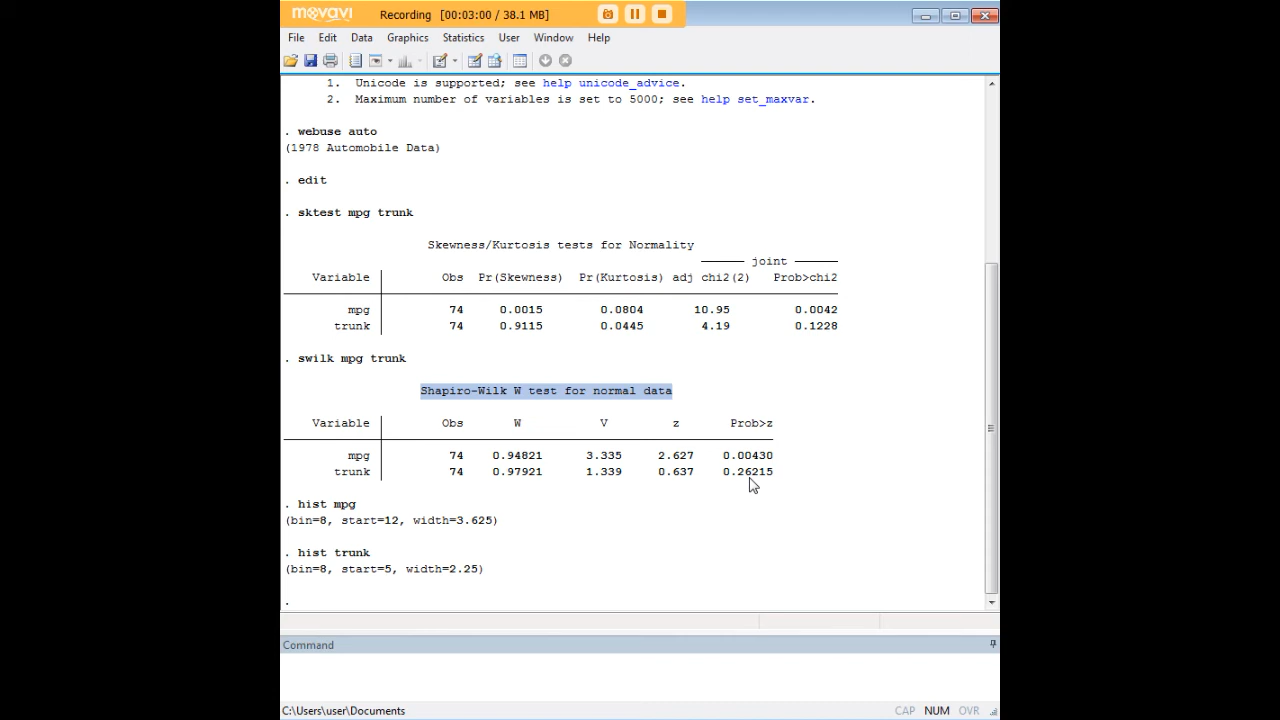 movavi Recording [00:03:00 / 38.1 MB]
File Edit Data Graphics Statistics User Window Help
1. Unicode is supported; see help unicode_advice.
2. Maximum number of variables is set to 5000; see help set_maxvar.
. webuse auto
(1978 Automobile Data)
. edit
. sktest mpg trunk
Skewness/Kurtosis tests for Normality
joint
Variable Obs Pr(Skewness) Pr(Kurtosis) adj chi2(2) Prob>chi2
mpg 74 0.0015 0.0804 10.95 0.0042
trunk 74 0.9115 0.0445 4.19 0.1228
. swilk mpg trunk
Shapiro-Wilk W test for normal data
Variable Obs W V z Prob>z
mpg 74 0.94821 3.335 2.627 0.00430
trunk 74 0.97921 1.339 0.637 0.26215
. hist mpg
(bin=8, start=12, width=3.625)
. hist trunk
(bin=8, start=5, width=2.25)
.
Command
C:\Users\user\Documents CAP NUM OVR